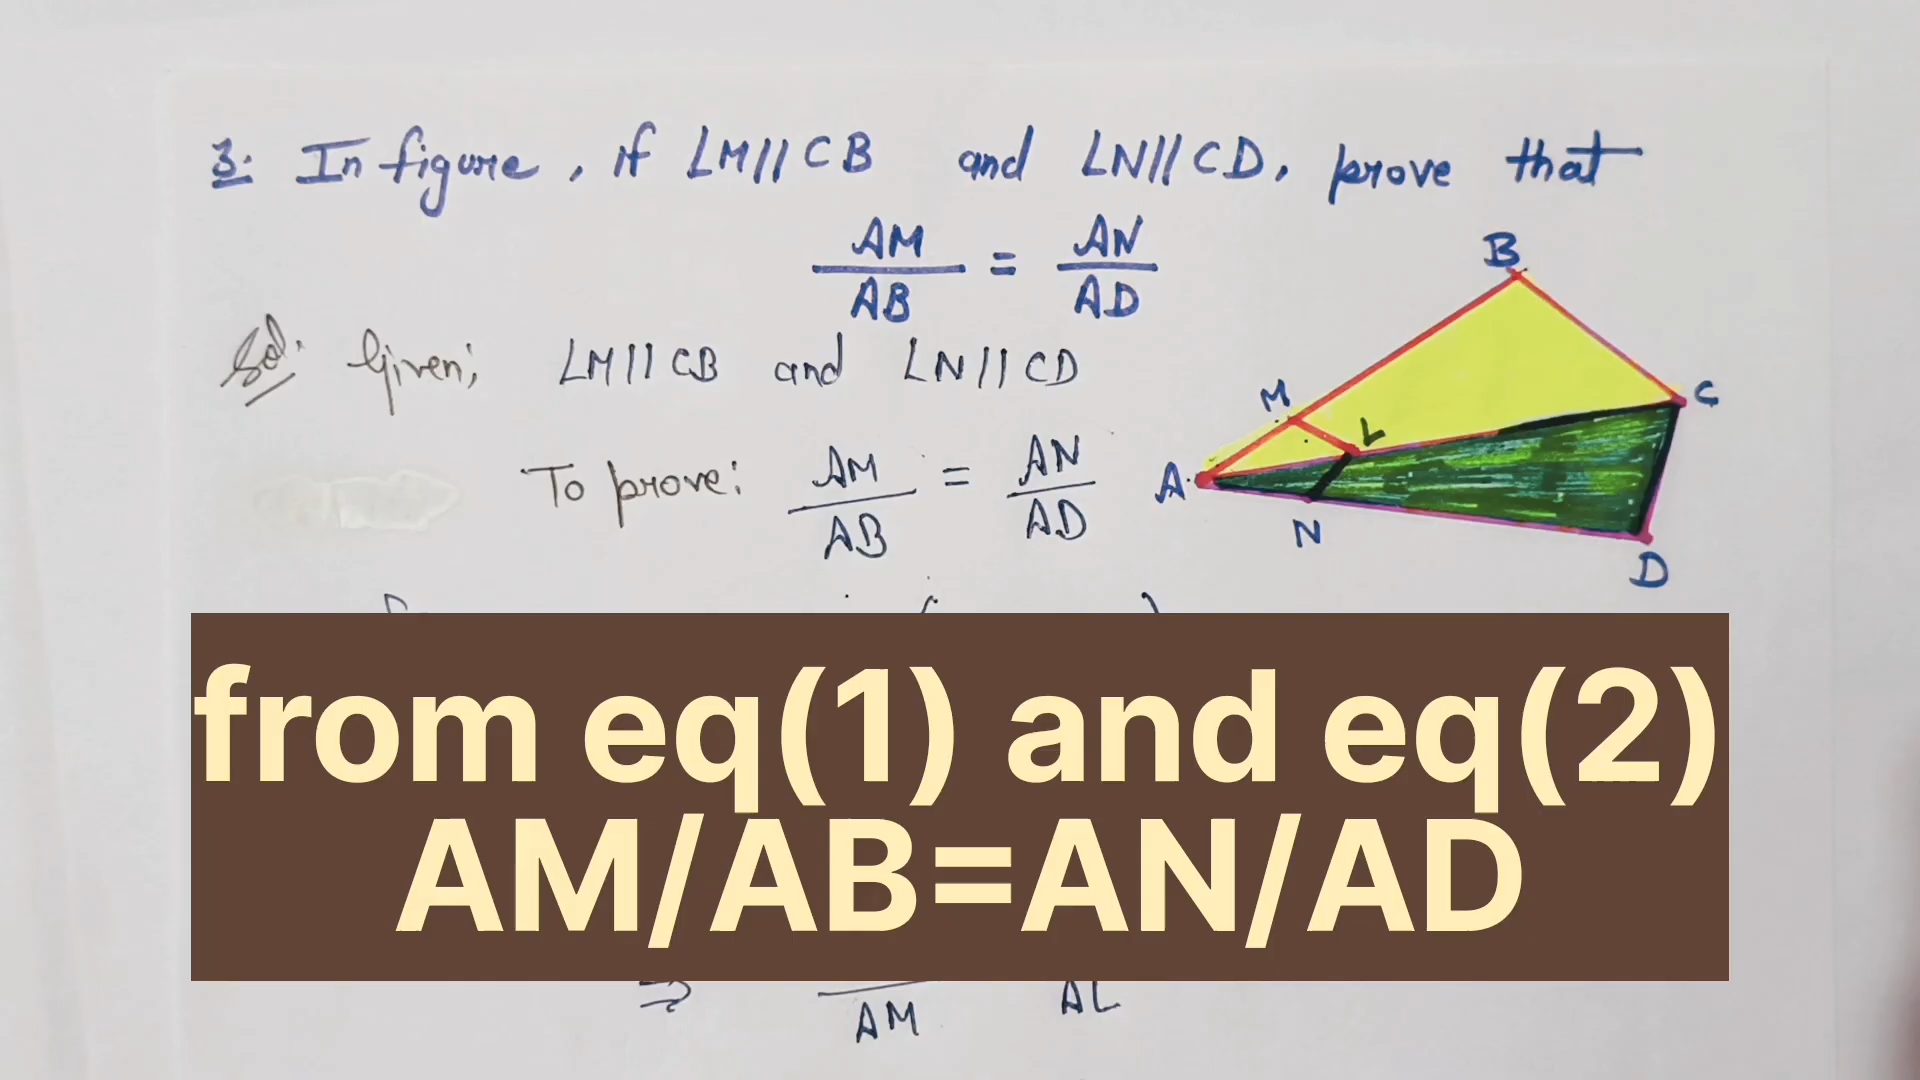 3. In figure, if LM//CB and LN//CD, prove that
AM/AB = AN/AD
Sol. Given; LM||CB and LN||CD
To prove: AM/AB = AN/AD
B
M
C
L
A
N
D
from eq(1) and eq(2)
AM/AB=AN/AD
⇒ AM AL